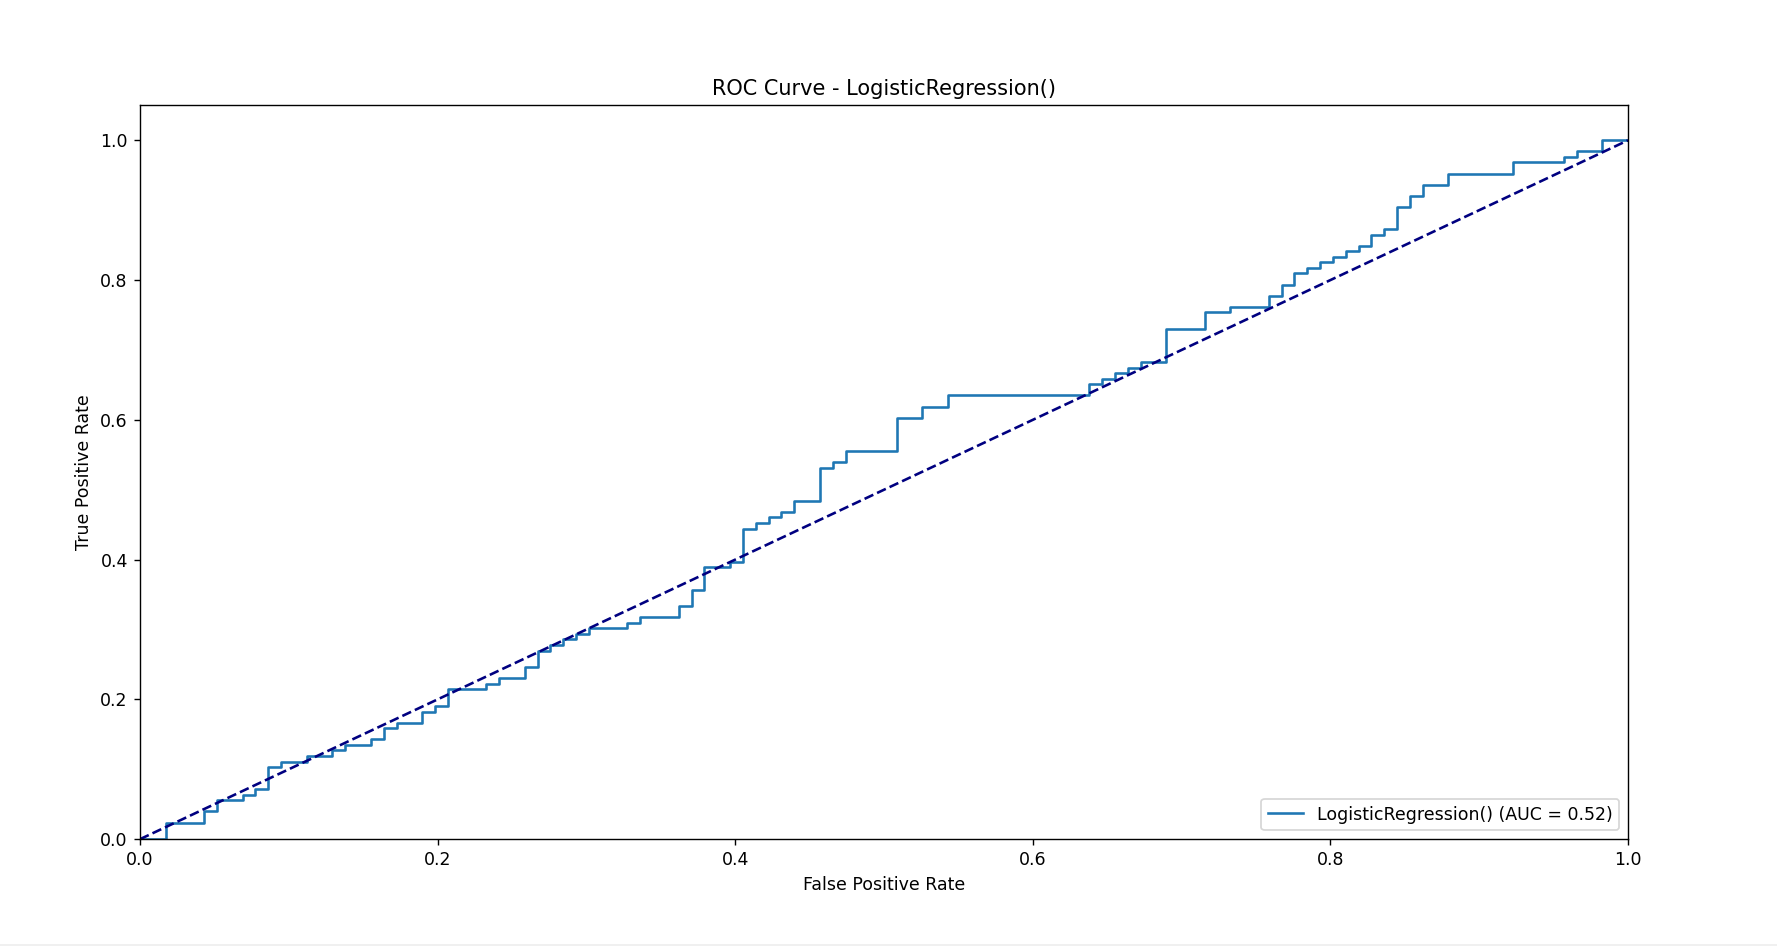 ROC Curve - LogisticRegression()
1.0
0.8
0.6
0.4
0.2
0.0
True Positive Rate
0.0 0.2 0.4 0.6 0.8 1.0
False Positive Rate
LogisticRegression() (AUC = 0.52)